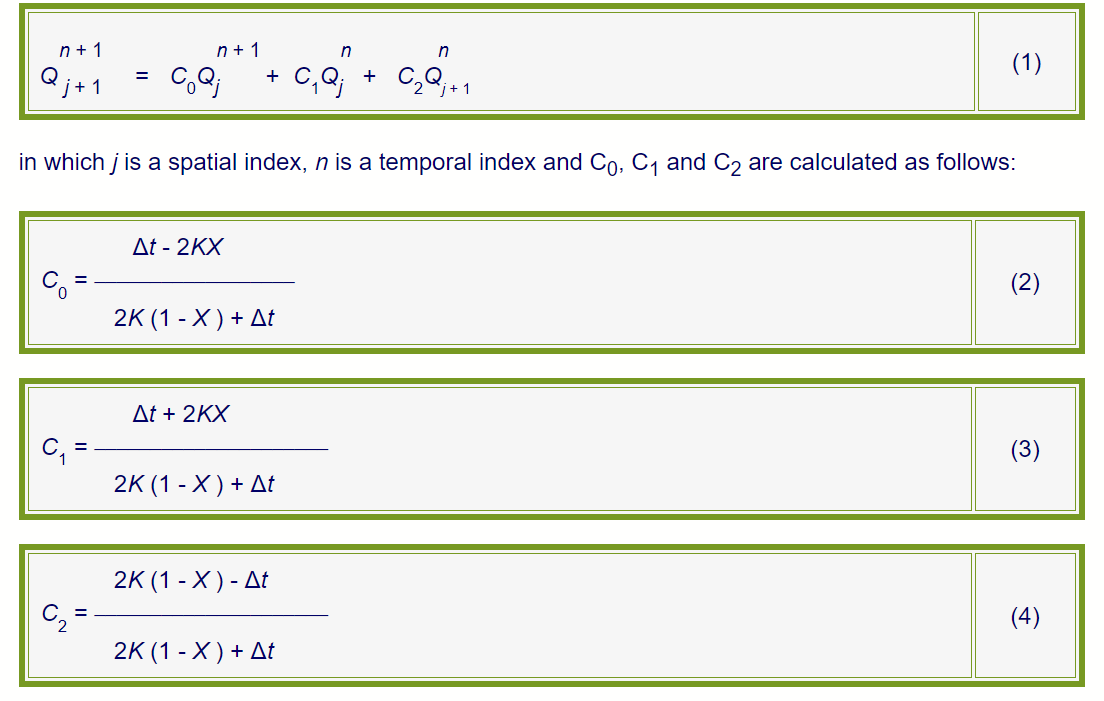 Q j + 1 n + 1 = C0Qj n + 1 + C1Qj n + C2Qj + 1 n (1)
in which j is a spatial index, n is a temporal index and C0, C1 and C2 are calculated as follows:
Δt - 2KX
C0 = (2)
2K (1 - X ) + Δt
Δt + 2KX
C1 = (3)
2K (1 - X ) + Δt
2K (1 - X ) - Δt
C2 = (4)
2K (1 - X ) + Δt